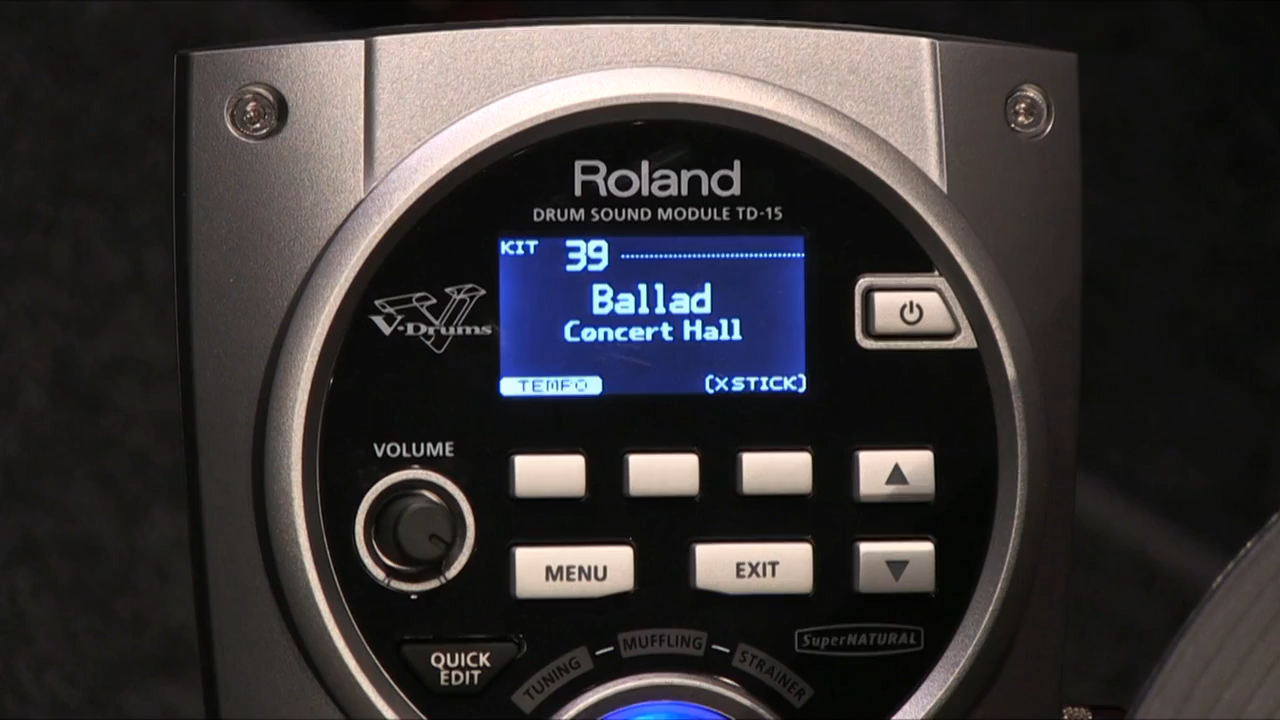 Roland
DRUM SOUND MODULE TD-15
KIT 39
Ballad
Concert Hall
TEMPO [XSTICK]
V-Drums
VOLUME
MENU EXIT
QUICK
EDIT
TUNING MUFFLING STRAINER
SuperNATURAL